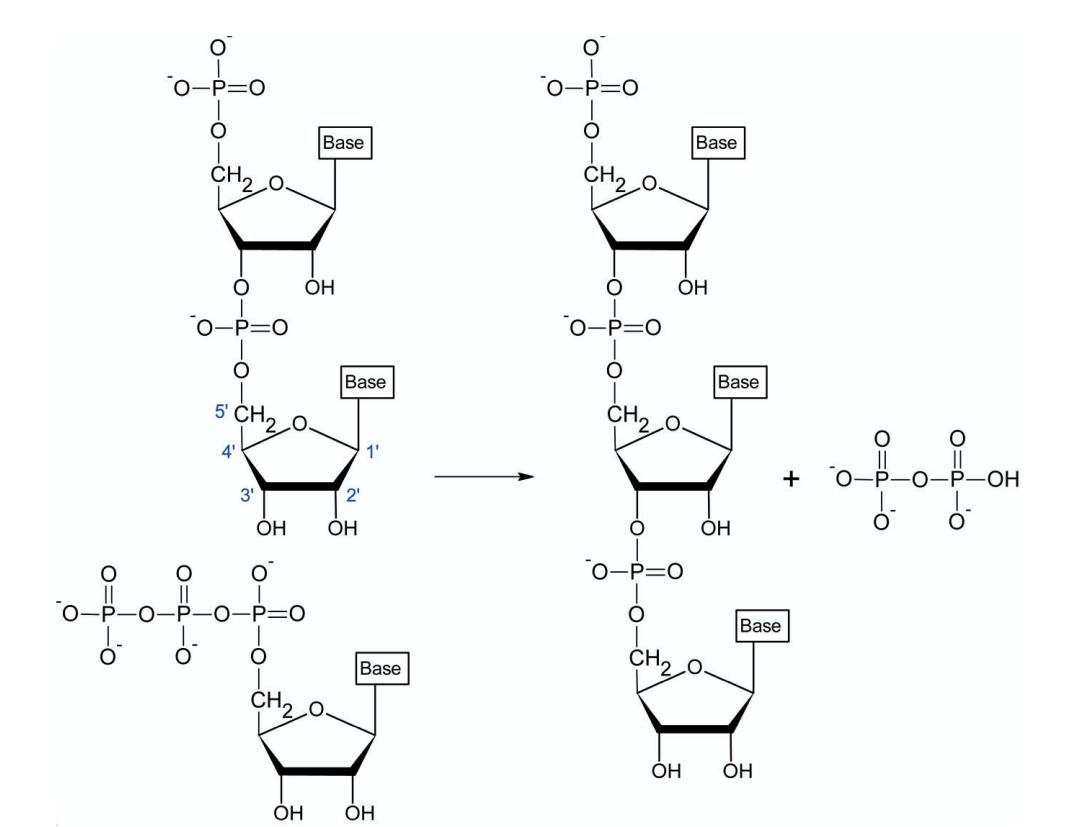 O⁻ O⁻
⁻O–P=O ⁻O–P=O
O Base O Base
CH₂ O CH₂ O
O OH O OH
⁻O–P=O ⁻O–P=O
O Base O Base
5' CH₂ O CH₂ O
4' 1'
3' 2'
O O
⁻O–P–O–P–OH
O⁻ O⁻
+
OH OH O OH
O O O⁻ ⁻O–P=O
⁻O–P–O–P–O–P=O O
O⁻ O⁻ O Base
Base CH₂ O
CH₂ O
OH OH
OH OH